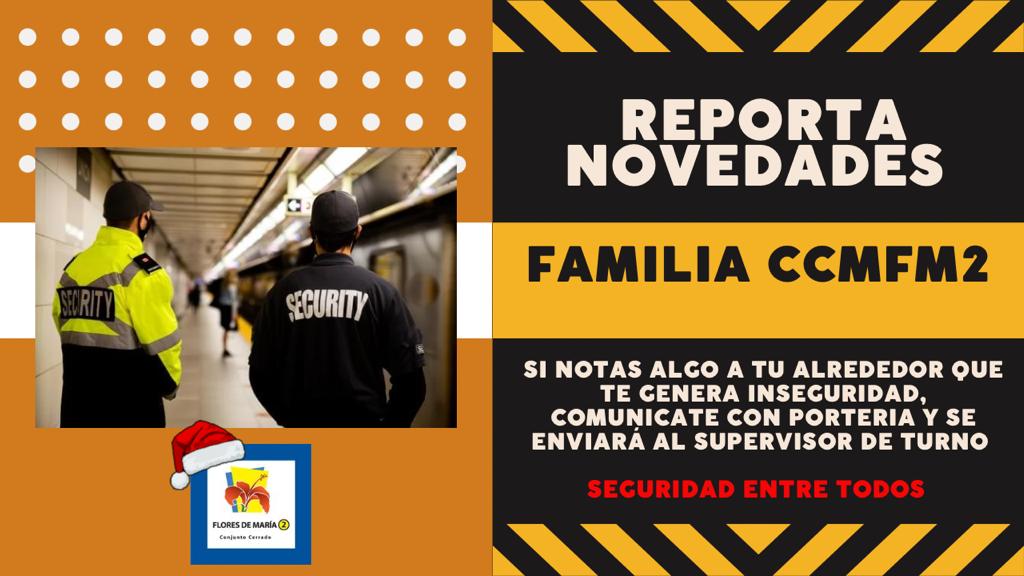 SECURITY
SECURITY
FLORES DE MARÍA 2
Conjunto Cerrado
REPORTA
NOVEDADES
FAMILIA CCMFM2
SI NOTAS ALGO A TU ALREDEDOR QUE
TE GENERA INSEGURIDAD,
COMUNICATE CON PORTERIA Y SE
ENVIARÁ AL SUPERVISOR DE TURNO
SEGURIDAD ENTRE TODOS